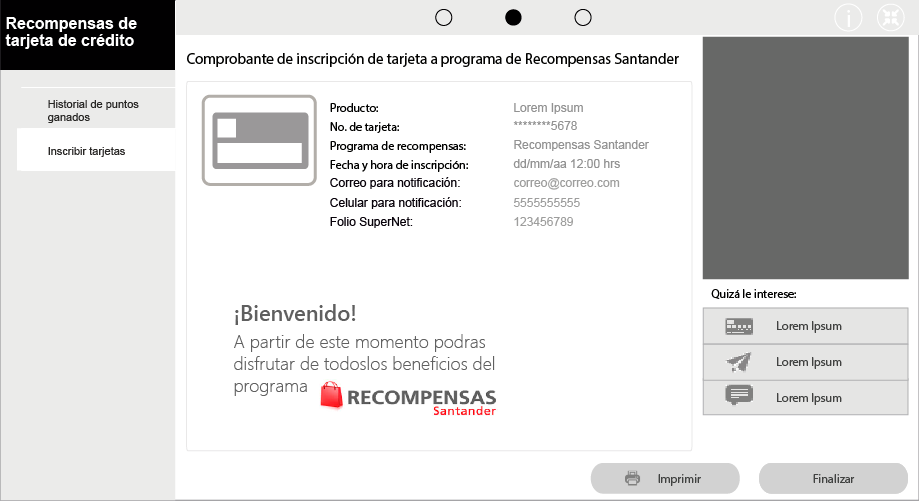 Recompensas de
tarjeta de crédito
Historial de puntos
ganados
Inscribir tarjetas
Comprobante de inscripción de tarjeta a programa de Recompensas Santander
Producto: Lorem Ipsum
No. de tarjeta: ********5678
Programa de recompensas: Recompensas Santander
Fecha y hora de inscripción: dd/mm/aa 12:00 hrs
Correo para notificación: correo@correo.com
Celular para notificación: 5555555555
Folio SuperNet: 123456789
¡Bienvenido!
A partir de este momento podras
disfrutar de todoslos beneficios del
programa
RECOMPENSAS
Santander
i
Quizá le interese:
Lorem Ipsum
Lorem Ipsum
Lorem Ipsum
Imprimir
Finalizar